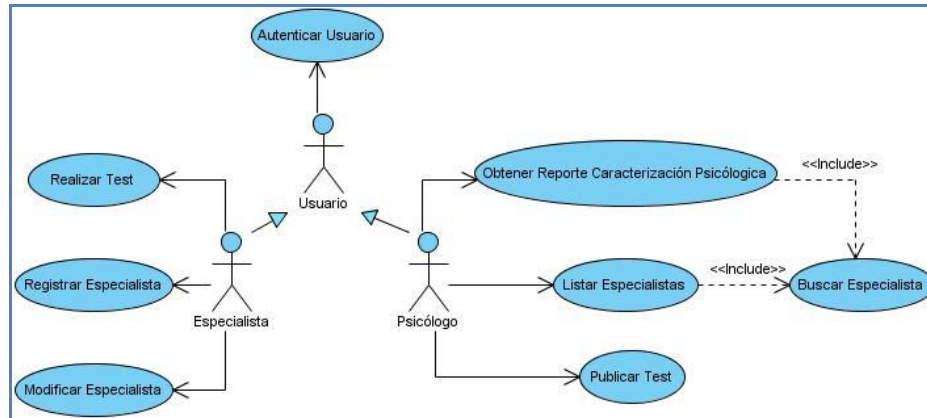 Autenticar Usuario
Usuario
Realizar Test
Obtener Reporte Caracterización Psicólogica
<<Include>>
Registrar Especialista
Especialista
Psicólogo
Listar Especialistas
<<Include>>
Buscar Especialista
Modificar Especialista
Publicar Test